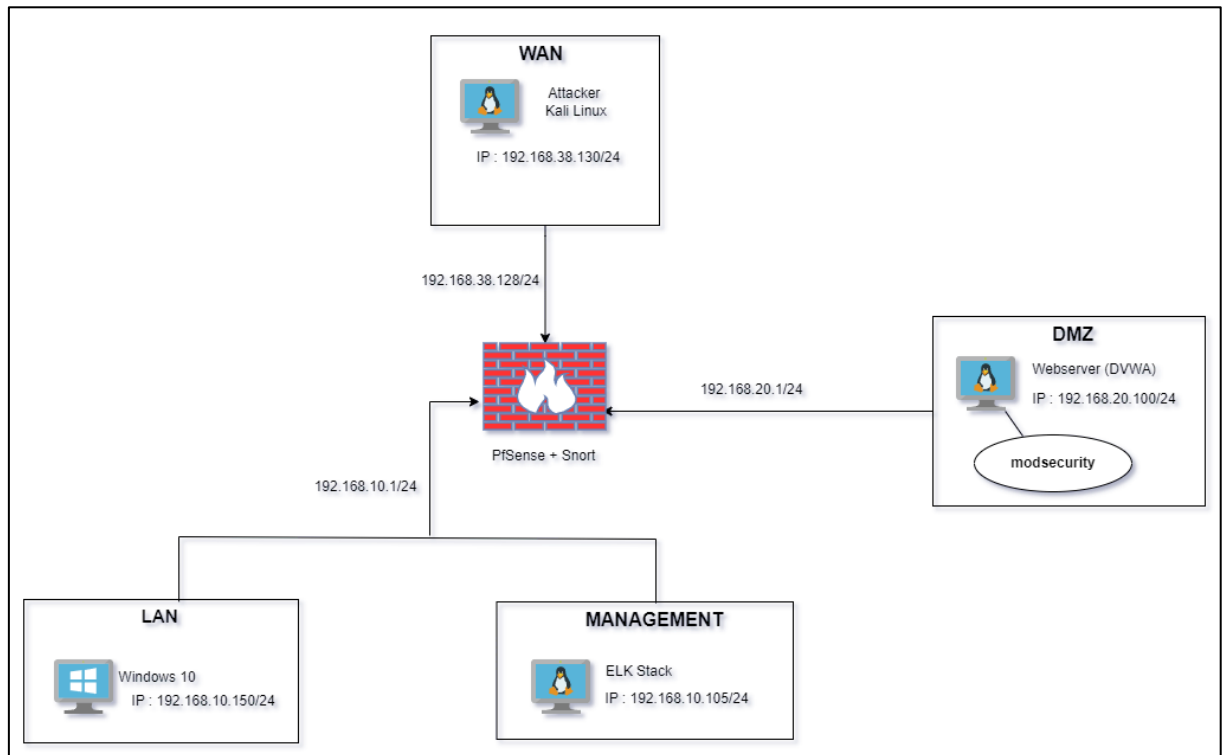 WAN
Attacker
Kali Linux
IP : 192.168.38.130/24
192.168.38.128/24
DMZ
Webserver (DVWA)
IP : 192.168.20.100/24
modsecurity
192.168.20.1/24
PfSense + Snort
192.168.10.1/24
LAN
Windows 10
IP : 192.168.10.150/24
MANAGEMENT
ELK Stack
IP : 192.168.10.105/24